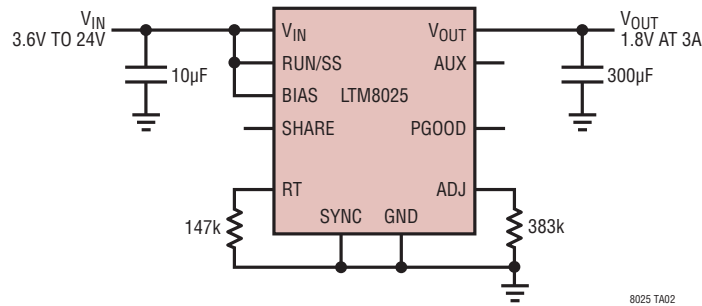 VIN
3.6V TO 24V
10µF
VIN
RUN/SS
BIAS
SHARE
RT
LTM8025
SYNC
GND
VOUT
AUX
PGOOD
ADJ
VOUT
1.8V AT 3A
300µF
147k
383k
8025 TA02